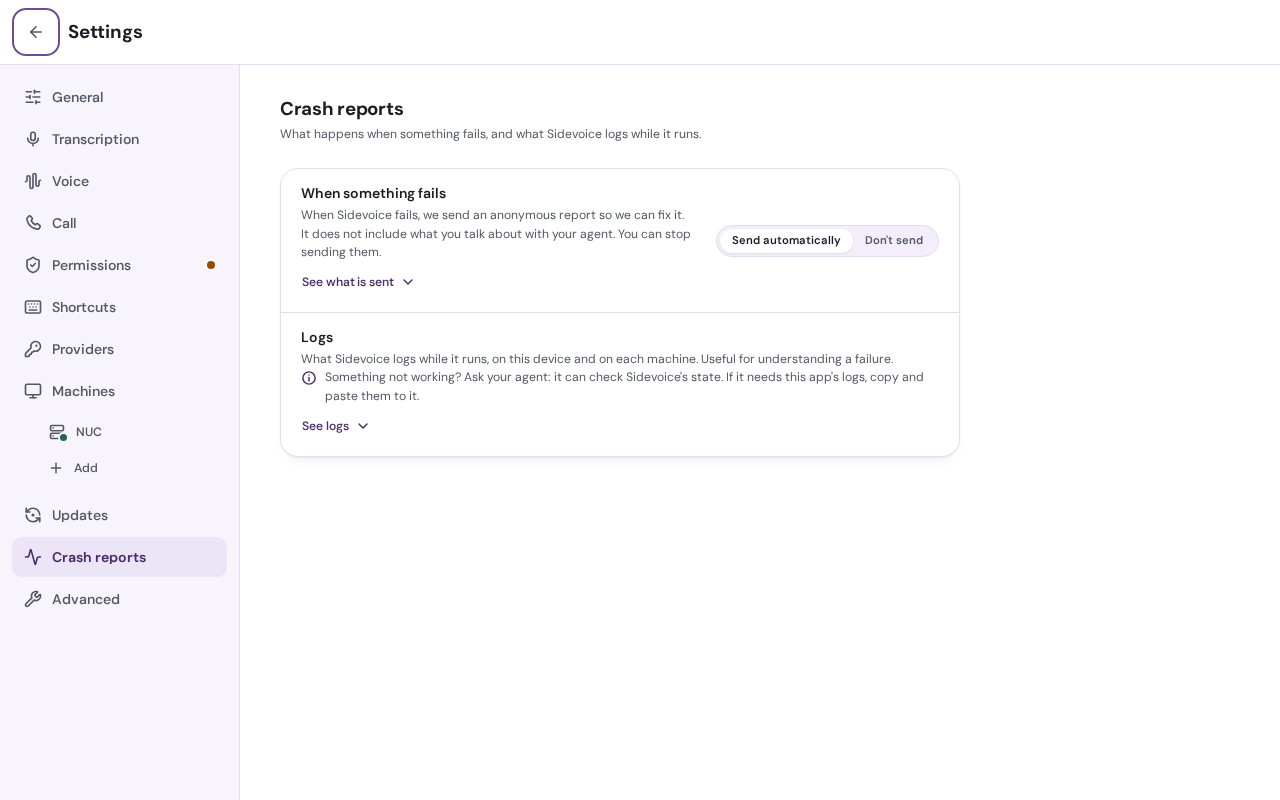 Settings
General
Transcription
Voice
Call
Permissions
Shortcuts
Providers
Machines
NUC
Add
Updates
Crash reports
Advanced
Crash reports
What happens when something fails, and what Sidevoice logs while it runs.
When something fails
When Sidevoice fails, we send an anonymous report so we can fix it.
It does not include what you talk about with your agent. You can stop
sending them.
Send automatically
Don't send
See what is sent
Logs
What Sidevoice logs while it runs, on this device and on each machine. Useful for understanding a failure.
Something not working? Ask your agent: it can check Sidevoice's state. If it needs this app's logs, copy and
paste them to it.
See logs